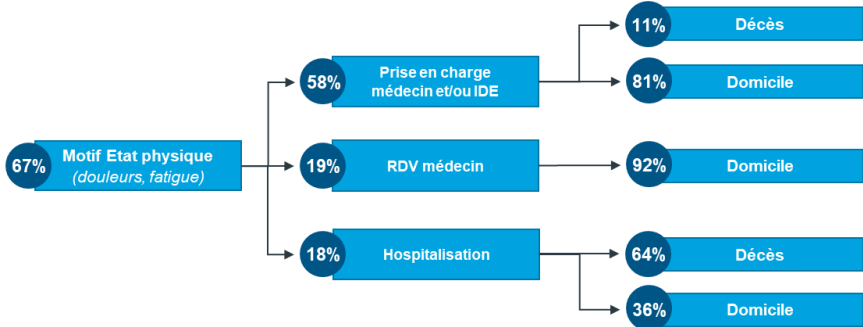 11% Décès
58% Prise en charge
médecin et/ou IDE
81% Domicile
67% Motif Etat physique
(douleurs, fatigue)
19% RDV médecin
92% Domicile
18% Hospitalisation
64% Décès
36% Domicile